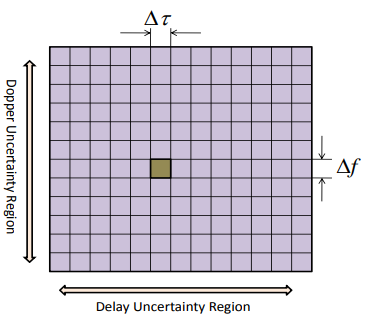 Δτ
Dopper Uncertainty Region
Δf
Delay Uncertainty Region